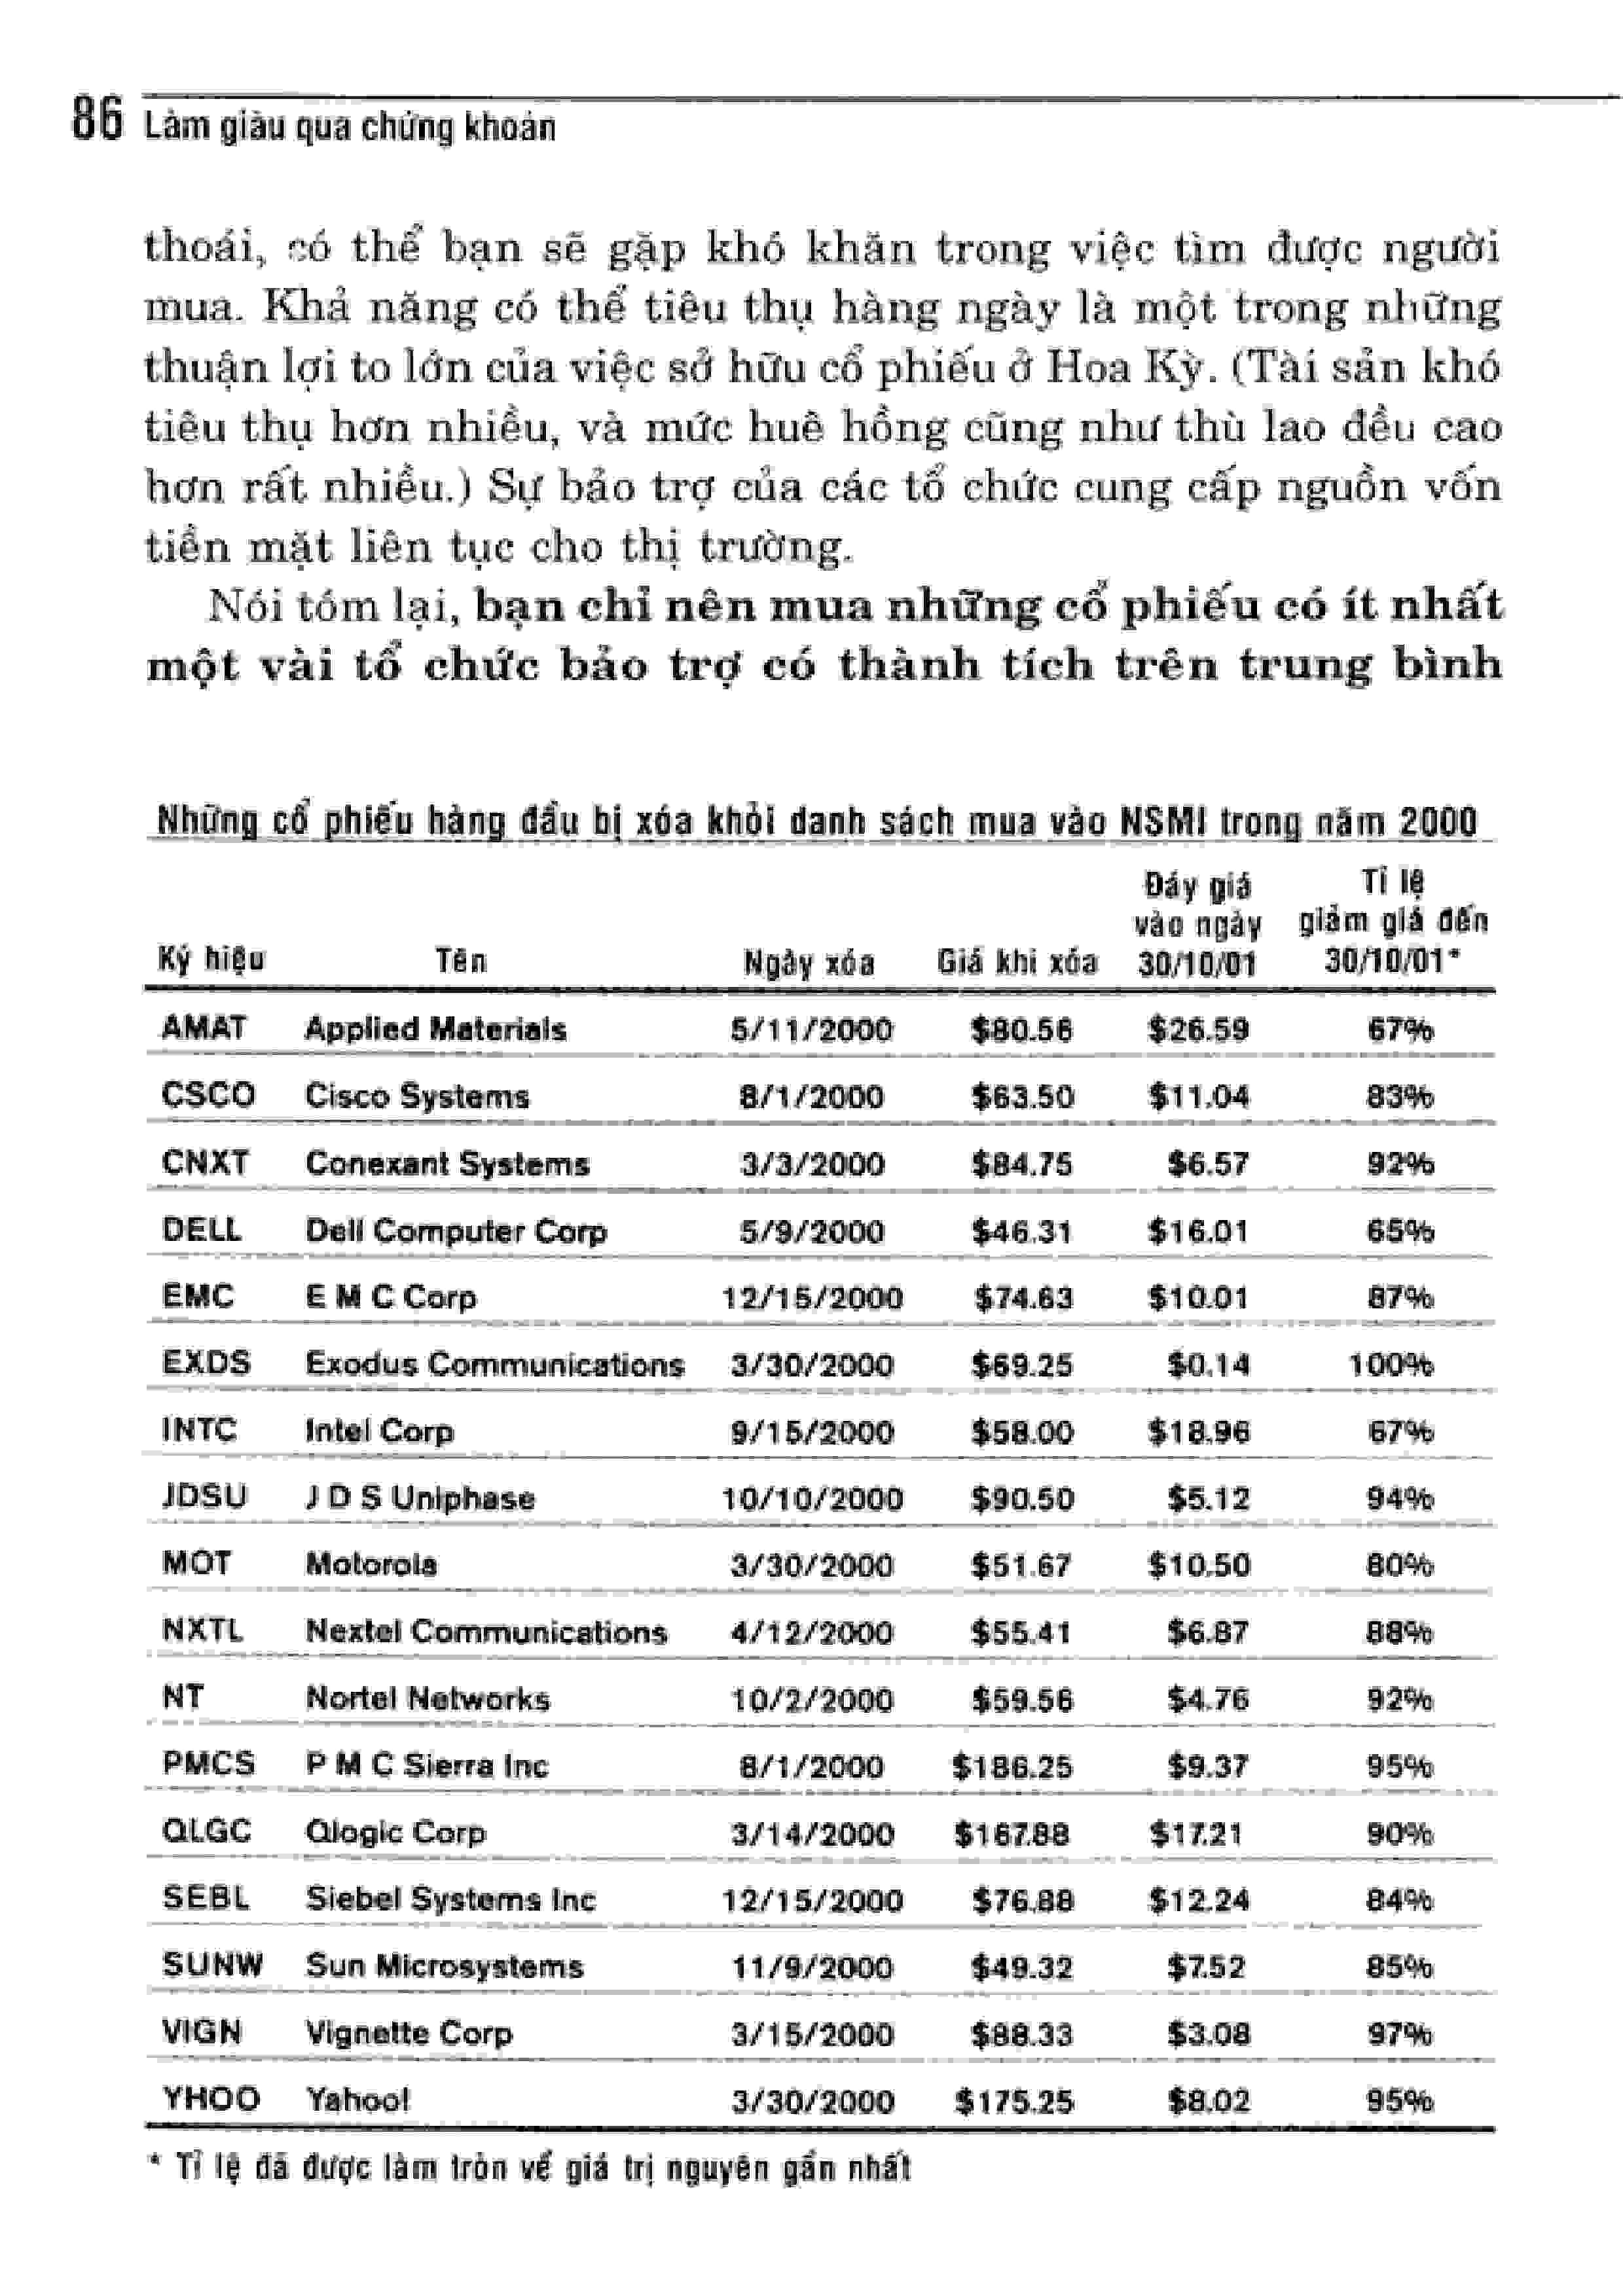 86 Làm giàu qua chứng khoán
thoái, có thể bạn sẽ gặp khó khăn trong việc tìm được người
mua. Khả năng có thể tiêu thụ hàng ngày là một trong những
thuận lợi to lớn của việc sở hữu cổ phiếu ở Hoa Kỳ. (Tài sản khó
tiêu thụ hơn nhiều, và mức huê hồng cũng như thù lao đều cao
hơn rất nhiều.) Sự bảo trợ của các tổ chức cung cấp nguồn vốn
tiền mặt liên tục cho thị trường.
Nói tóm lại, bạn chỉ nên mua những cổ phiếu có ít nhất
một vài tổ chức bảo trợ có thành tích trên trung bình
Những cổ phiếu hàng đầu bị xóa khỏi danh sách mua vào NSMI trong năm 2000
Đáy giá Tỉ lệ
vào ngày giảm giá đến
Ký hiệu Tên Ngày xóa Giá khi xóa 30/10/01 30/10/01*
AMAT Applied Materials 5/11/2000 $80.56 $26.59 67%
CSCO Cisco Systems 8/1/2000 $63.50 $11.04 83%
CNXT Conexant Systems 3/3/2000 $84.75 $6.57 92%
DELL Dell Computer Corp 5/9/2000 $46.31 $16.01 65%
EMC E M C Corp 12/15/2000 $74.63 $10.01 87%
EXDS Exodus Communications 3/30/2000 $69.25 $0.14 100%
INTC Intel Corp 9/15/2000 $58.00 $18.96 67%
JDSU J D S Uniphase 10/10/2000 $90.50 $5.12 94%
MOT Motorola 3/30/2000 $51.67 $10.50 80%
NXTL Nextel Communications 4/12/2000 $55.41 $6.87 88%
NT Nortel Networks 10/2/2000 $59.56 $4.76 92%
PMCS P M C Sierra Inc 8/1/2000 $186.25 $9.37 95%
QLGC Qlogic Corp 3/14/2000 $167.88 $17.21 90%
SEBL Siebel Systems Inc 12/15/2000 $76.88 $12.24 84%
SUNW Sun Microsystems 11/9/2000 $49.32 $7.52 85%
VIGN Vignette Corp 3/15/2000 $88.33 $3.08 97%
YHOO Yahoo! 3/30/2000 $175.25 $8.02 95%
* Tỉ lệ đã được làm tròn về giá trị nguyên gần nhất